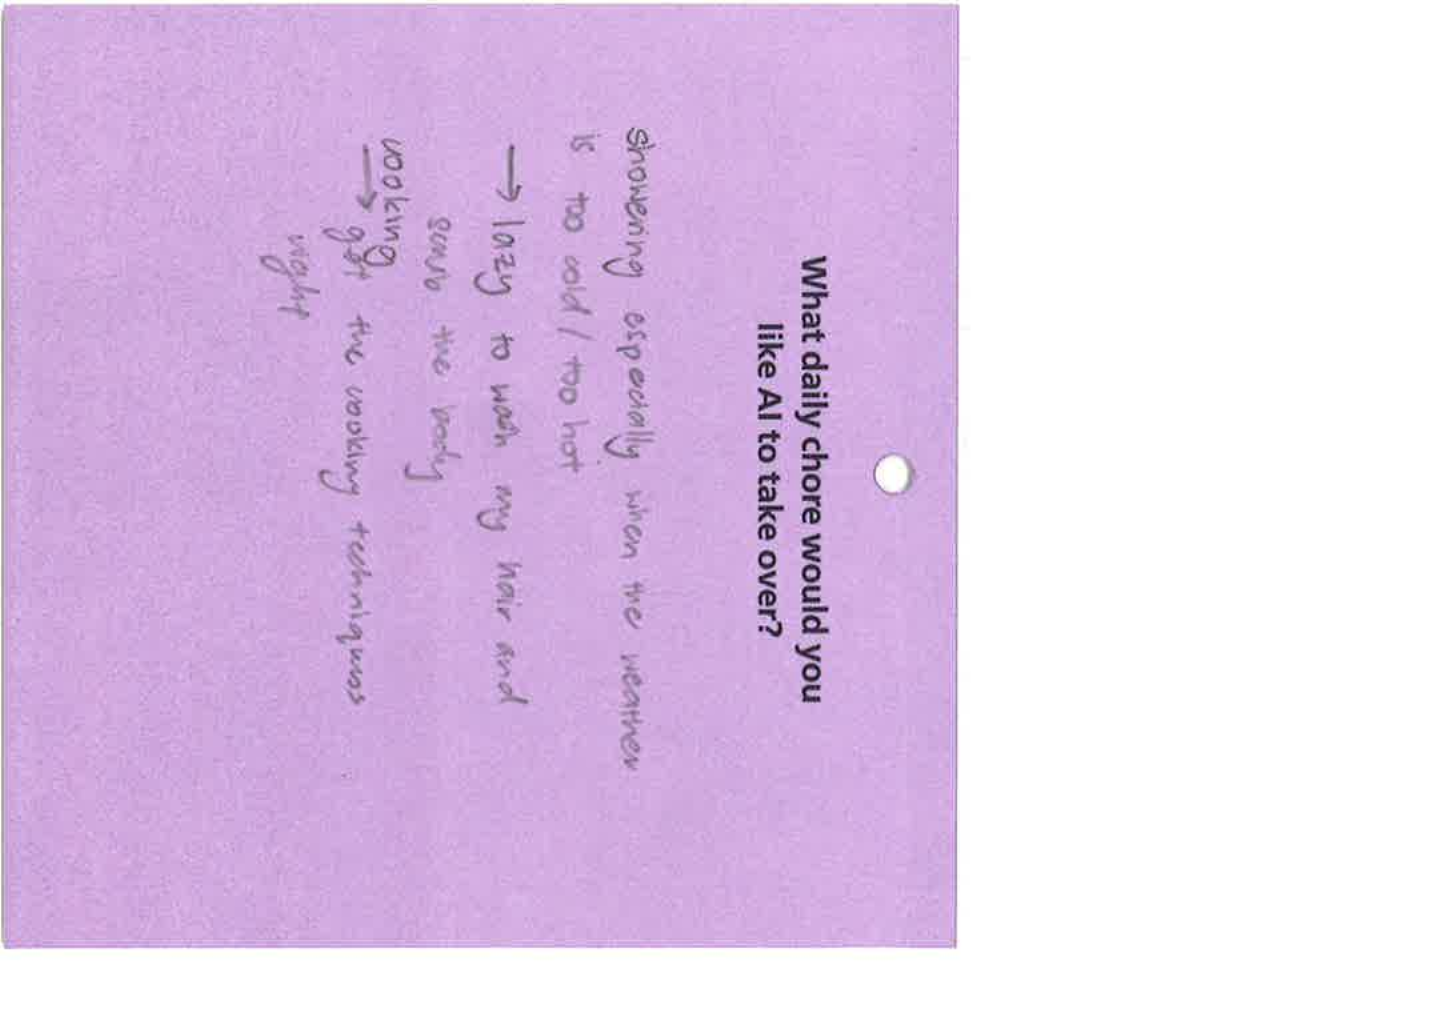 What daily chore would you
like AI to take over?
showering especially when the weather
is too cold / too hot
→ lazy to wash my hair and
scrub the body
cooking
→ get the cooking techniques
right